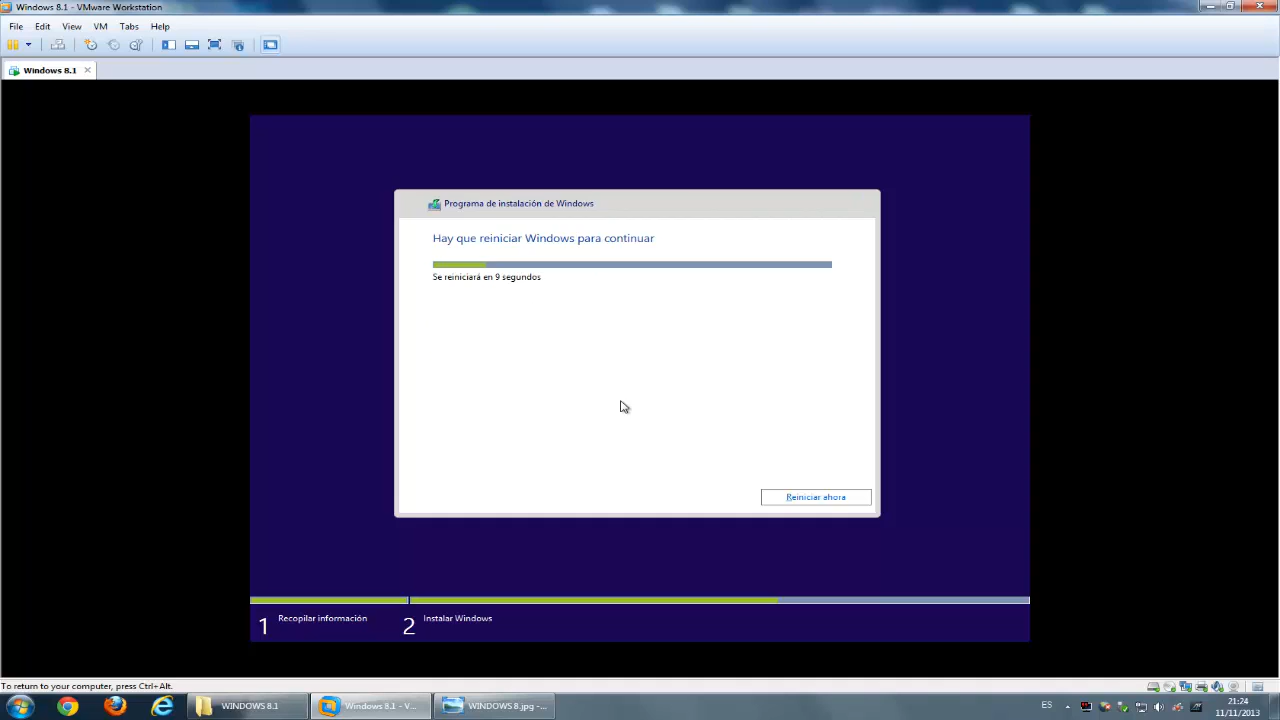 Windows 8.1 - VMware Workstation
File Edit View VM Tabs Help
Windows 8.1
Programa de instalación de Windows
Hay que reiniciar Windows para continuar
Se reiniciará en 9 segundos
Reiniciar ahora
1 Recopilar información 2 Instalar Windows
To return to your computer, press Ctrl+Alt.
WINDOWS 8.1 Windows 8.1 - V... WINDOWS 8.jpg -... ES 21:24
11/11/2013